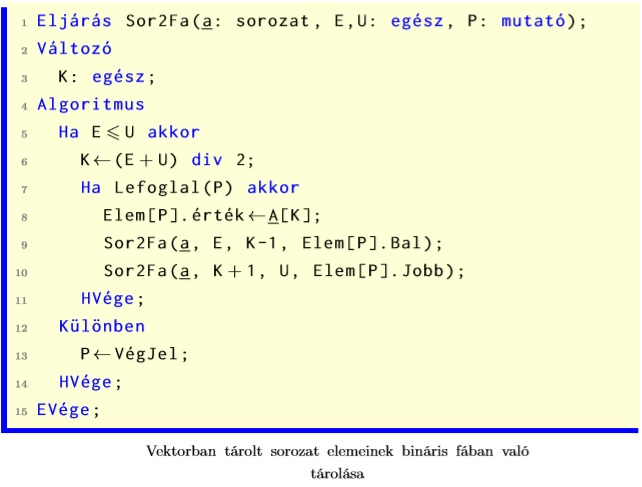 1 Eljárás Sor2Fa(a: sorozat, E,U: egész, P: mutató);
2 Változó
3 K: egész;
4 Algoritmus
5 Ha E⩽U akkor
6 K←(E+U) div 2;
7 Ha Lefoglal(P) akkor
8 Elem[P].érték←A[K];
9 Sor2Fa(a, E, K-1, Elem[P].Bal);
10 Sor2Fa(a, K+1, U, Elem[P].Jobb);
11 HVége;
12 Különben
13 P←VégJel;
14 HVége;
15 EVége;
Vektorban tárolt sorozat elemeinek bináris fában való
tárolása